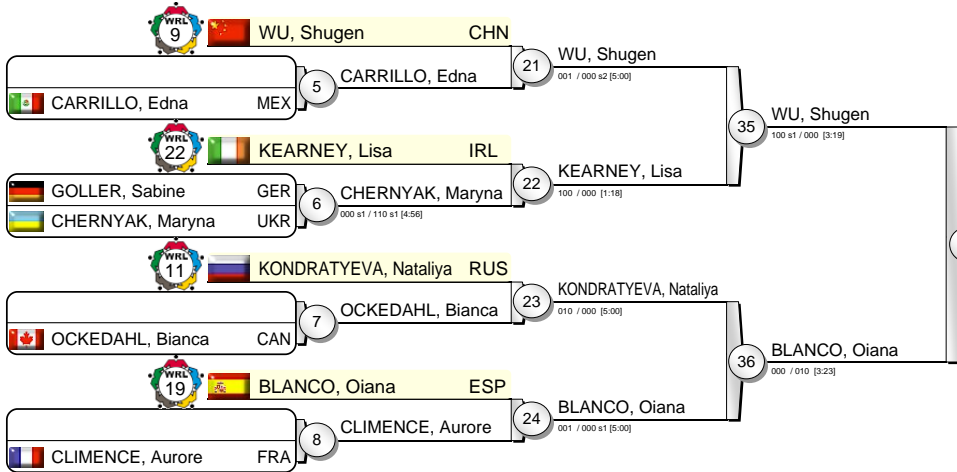 WRL
9
WU, Shugen CHN
CARRILLO, Edna MEX
5
CARRILLO, Edna
21
WU, Shugen
001 / 000 s2 [5:00]
35
WU, Shugen
100 s1 / 000 [3:19]
WRL
22
KEARNEY, Lisa IRL
GOLLER, Sabine GER
CHERNYAK, Maryna UKR
6
CHERNYAK, Maryna
000 s1 / 110 s1 [4:56]
22
KEARNEY, Lisa
100 / 000 [1:18]
WRL
11
KONDRATYEVA, Nataliya RUS
OCKEDAHL, Bianca CAN
7
OCKEDAHL, Bianca
23
KONDRATYEVA, Nataliya
010 / 000 [5:00]
36
BLANCO, Oiana
000 / 010 [3:23]
WRL
19
BLANCO, Oiana ESP
CLIMENCE, Aurore FRA
8
CLIMENCE, Aurore
24
BLANCO, Oiana
001 / 000 s1 [5:00]